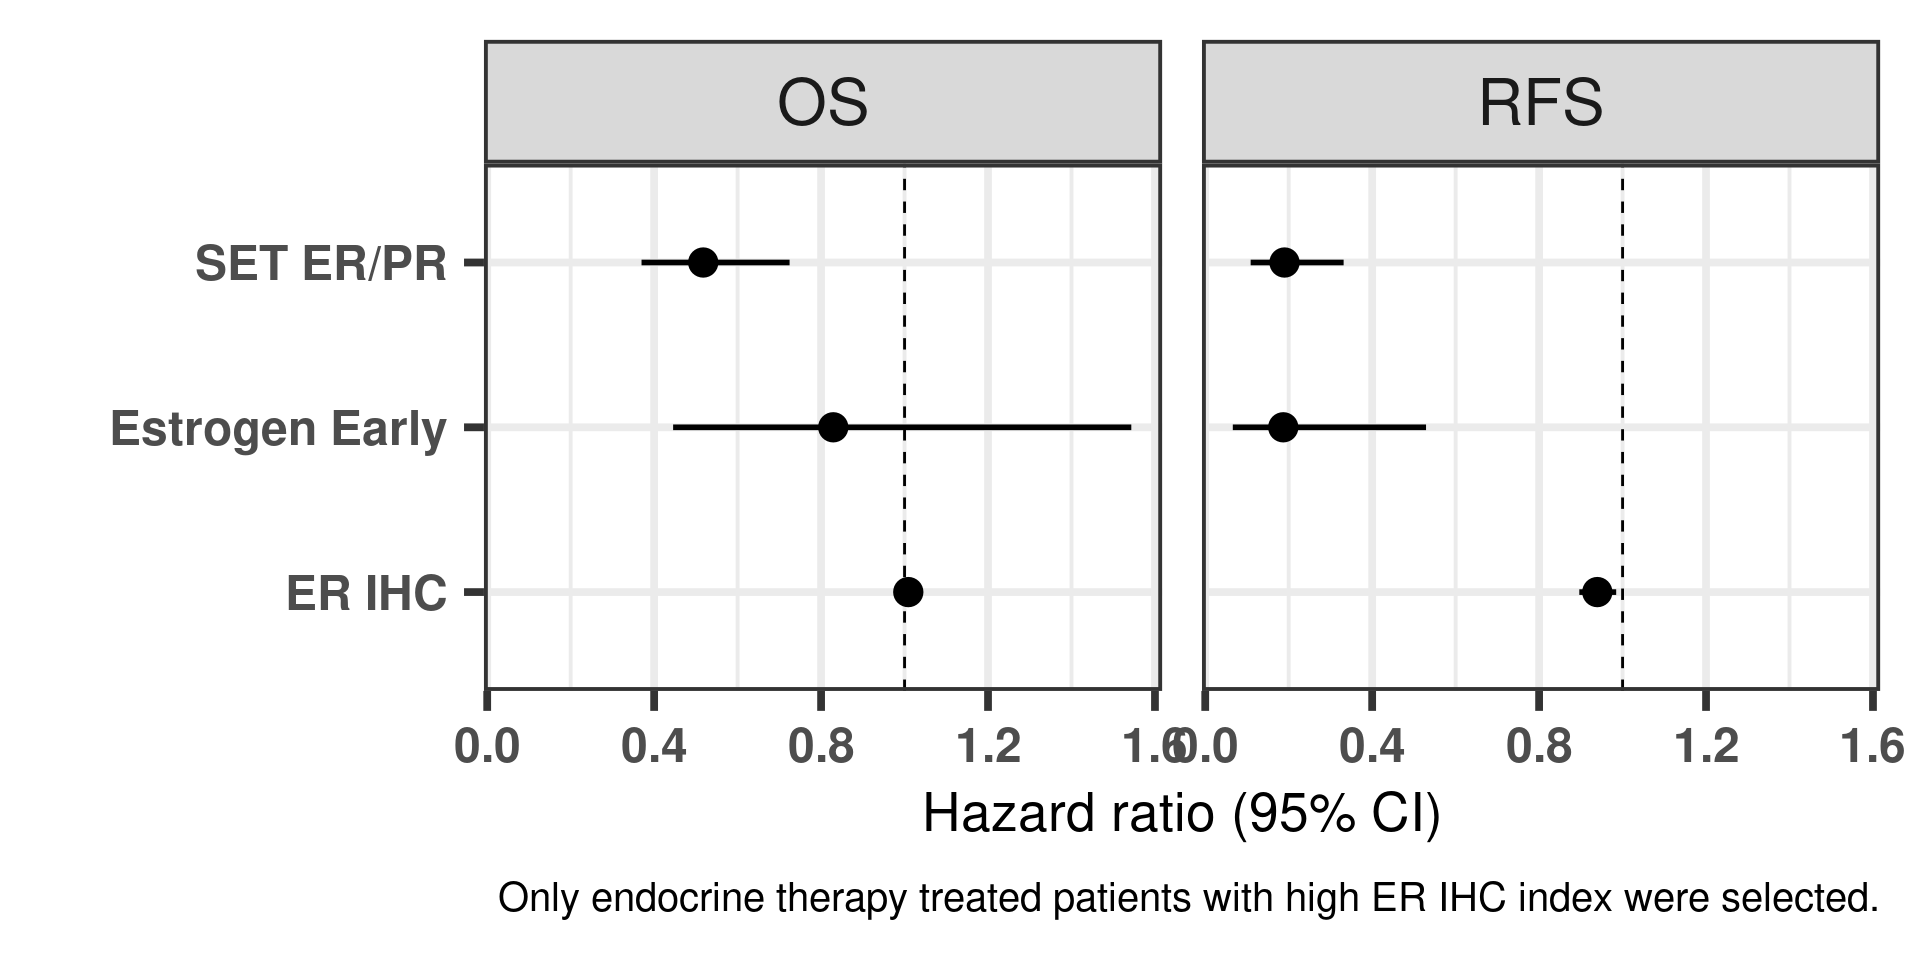 OS RFS
SET ER/PR
Estrogen Early
ER IHC
0.0 0.4 0.8 1.2 1.6 0.0 0.4 0.8 1.2 1.6
Hazard ratio (95% CI)
Only endocrine therapy treated patients with high ER IHC index were selected.